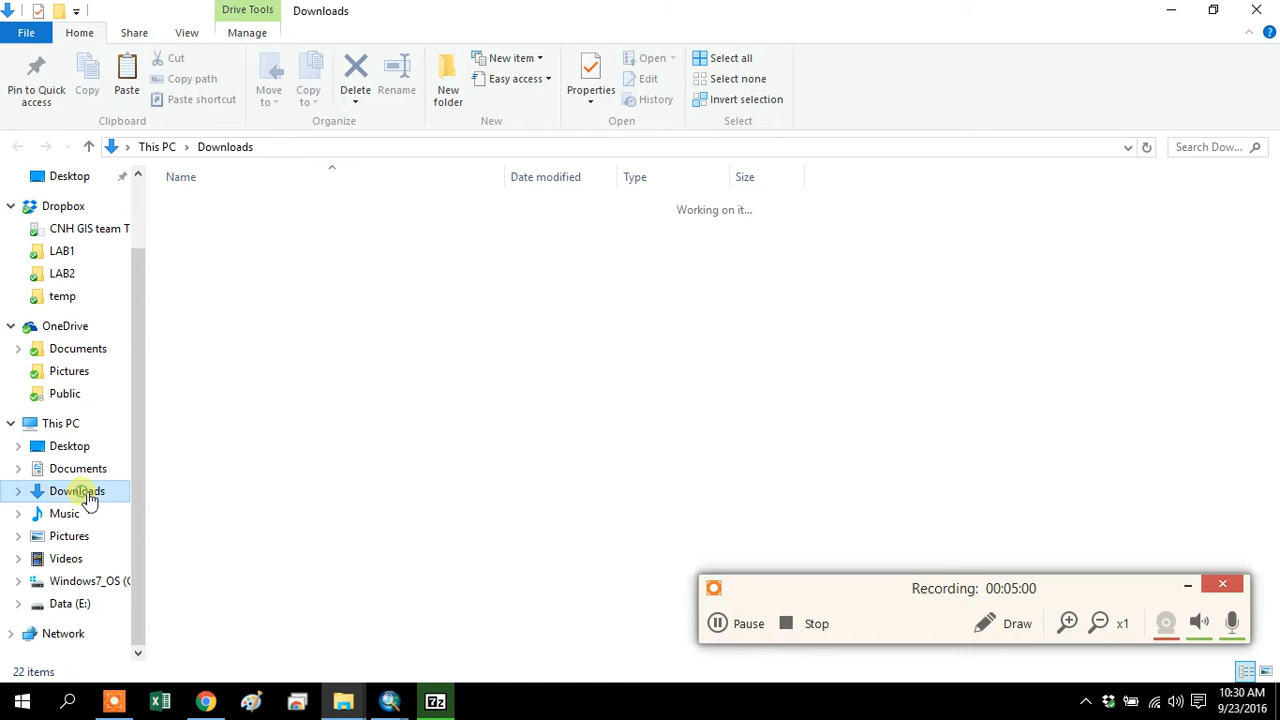 Drive Tools
Downloads
File
Home
Share
View
Manage
Pin to Quick access
Copy
Paste
Cut
Copy path
Paste shortcut
Clipboard
Move to
Copy to
Delete
Rename
Organize
New folder
New item
Easy access
New
Properties
Open
Edit
History
Open
Select all
Select none
Invert selection
Select
This PC > Downloads
Search Dow...
Name
Date modified
Type
Size
Working on it...
Desktop
Dropbox
CNH GIS team T
LAB1
LAB2
temp
OneDrive
Documents
Pictures
Public
This PC
Desktop
Documents
Downloads
Music
Pictures
Videos
Windows7_OS (C
Data (E:)
Network
22 items
Recording: 00:05:00
Pause
Stop
Draw
x1
7z
10:30 AM
9/23/2016